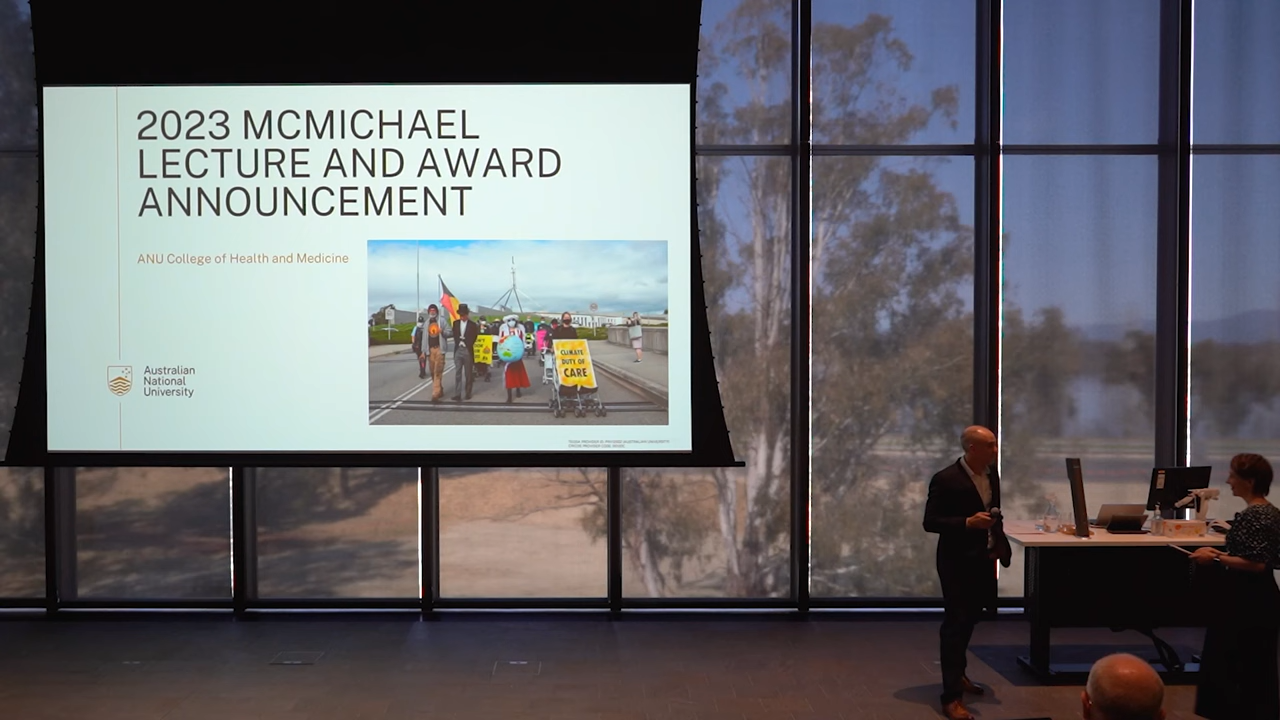 2023 MCMICHAEL
LECTURE AND AWARD
ANNOUNCEMENT
ANU College of Health and Medicine
CLIMATE
DUTY OF
CARE
Australian
National
University